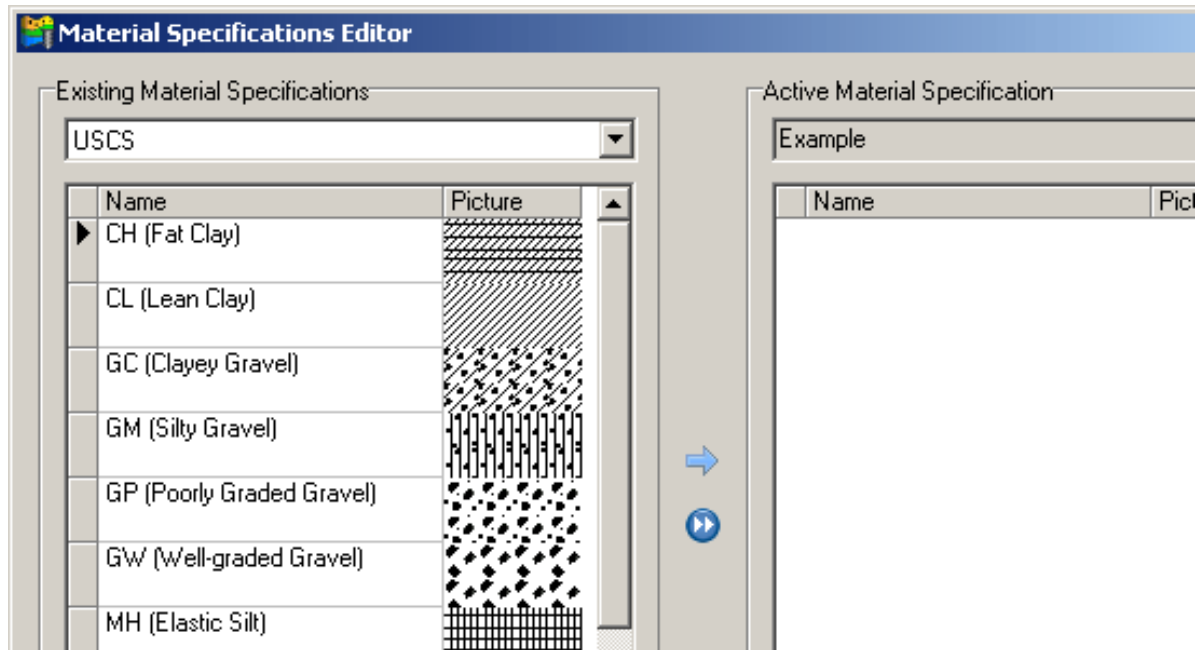 Material Specifications Editor
Existing Material Specifications
Active Material Specification
USCS
Example
Name Picture
Name
CH (Fat Clay)
CL (Lean Clay)
GC (Clayey Gravel)
GM (Silty Gravel)
GP (Poorly Graded Gravel)
GW (Well-graded Gravel)
MH (Elastic Silt)